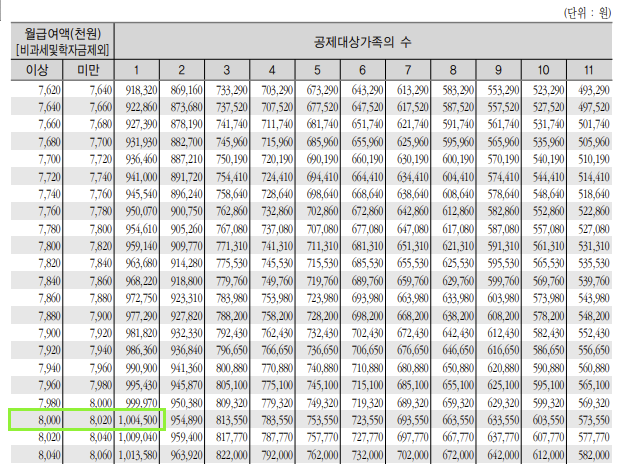 (단위 : 원)
월급여액(천원) 공제대상가족의 수
[비과세및학자금제외]
이상 미만 1 2 3 4 5 6 7 8 9 10 11
7,620 7,640 918,320 869,160 733,290 703,290 673,290 643,290 613,290 583,290 553,290 523,290 493,290
7,640 7,660 922,860 873,680 737,520 707,520 677,520 647,520 617,520 587,520 557,520 527,520 497,520
7,660 7,680 927,390 878,190 741,740 711,740 681,740 651,740 621,740 591,740 561,740 531,740 501,740
7,680 7,700 931,930 882,700 745,960 715,960 685,960 655,960 625,960 595,960 565,960 535,960 505,960
7,700 7,720 936,460 887,210 750,190 720,190 690,190 660,190 630,190 600,190 570,190 540,190 510,190
7,720 7,740 941,000 891,720 754,410 724,410 694,410 664,410 634,410 604,410 574,410 544,410 514,410
7,740 7,760 945,540 896,240 758,640 728,640 698,640 668,640 638,640 608,640 578,640 548,640 518,640
7,760 7,780 950,070 900,750 762,860 732,860 702,860 672,860 642,860 612,860 582,860 552,860 522,860
7,780 7,800 954,610 905,260 767,080 737,080 707,080 677,080 647,080 617,080 587,080 557,080 527,080
7,800 7,820 959,140 909,770 771,310 741,310 711,310 681,310 651,310 621,310 591,310 561,310 531,310
7,820 7,840 963,680 914,280 775,530 745,530 715,530 685,530 655,530 625,530 595,530 565,530 535,530
7,840 7,860 968,220 918,800 779,760 749,760 719,760 689,760 659,760 629,760 599,760 569,760 539,760
7,860 7,880 972,750 923,310 783,980 753,980 723,980 693,980 663,980 633,980 603,980 573,980 543,980
7,880 7,900 977,290 927,820 788,200 758,200 728,200 698,200 668,200 638,200 608,200 578,200 548,200
7,900 7,920 981,820 932,330 792,430 762,430 732,430 702,430 672,430 642,430 612,430 582,430 552,430
7,920 7,940 986,360 936,840 796,650 766,650 736,650 706,650 676,650 646,650 616,650 586,650 556,650
7,940 7,960 990,900 941,360 800,880 770,880 740,880 710,880 680,880 650,880 620,880 590,880 560,880
7,960 7,980 995,430 945,870 805,100 775,100 745,100 715,100 685,100 655,100 625,100 595,100 565,100
7,980 8,000 999,970 950,380 809,320 779,320 749,320 719,320 689,320 659,320 629,320 599,320 569,320
8,000 8,020 1,004,500 954,890 813,550 783,550 753,550 723,550 693,550 663,550 633,550 603,550 573,550
8,020 8,040 1,009,040 959,400 817,770 787,770 757,770 727,770 697,770 667,770 637,770 607,770 577,770
8,040 8,060 1,013,580 963,920 822,000 792,000 762,000 732,000 702,000 672,000 642,000 612,000 582,000